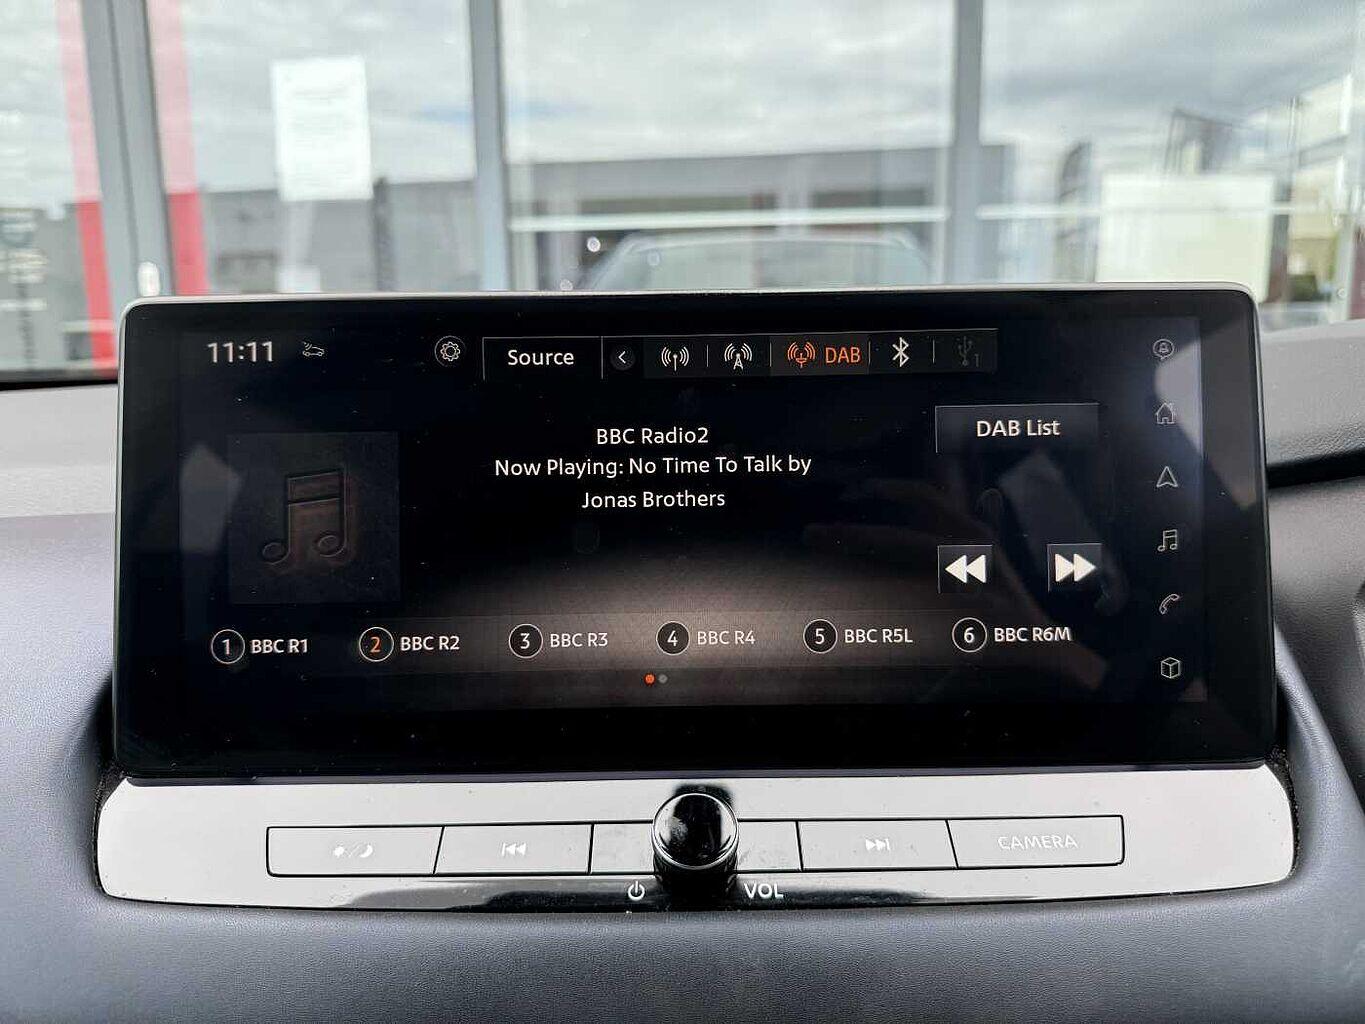 11:11
Source
DAB
1
BBC Radio2
DAB List
Now Playing: No Time To Talk by
Jonas Brothers
1 BBC R1
2 BBC R2
3 BBC R3
4 BBC R4
5 BBC R5L
6 BBC R6M
CAMERA
VOL